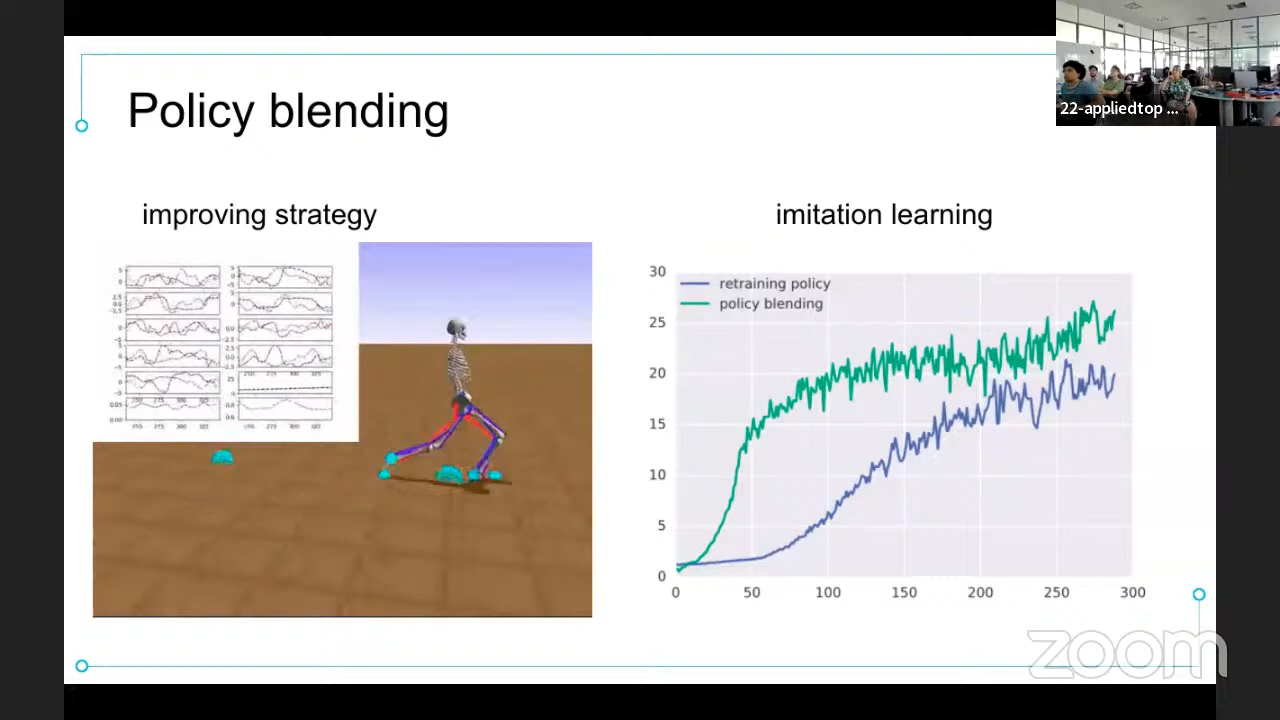 22-appliedtop ...
Policy blending
improving strategy
imitation learning
retraining policy
policy blending
30
25
20
15
10
5
0
0 50 100 150 200 250 300
zoom